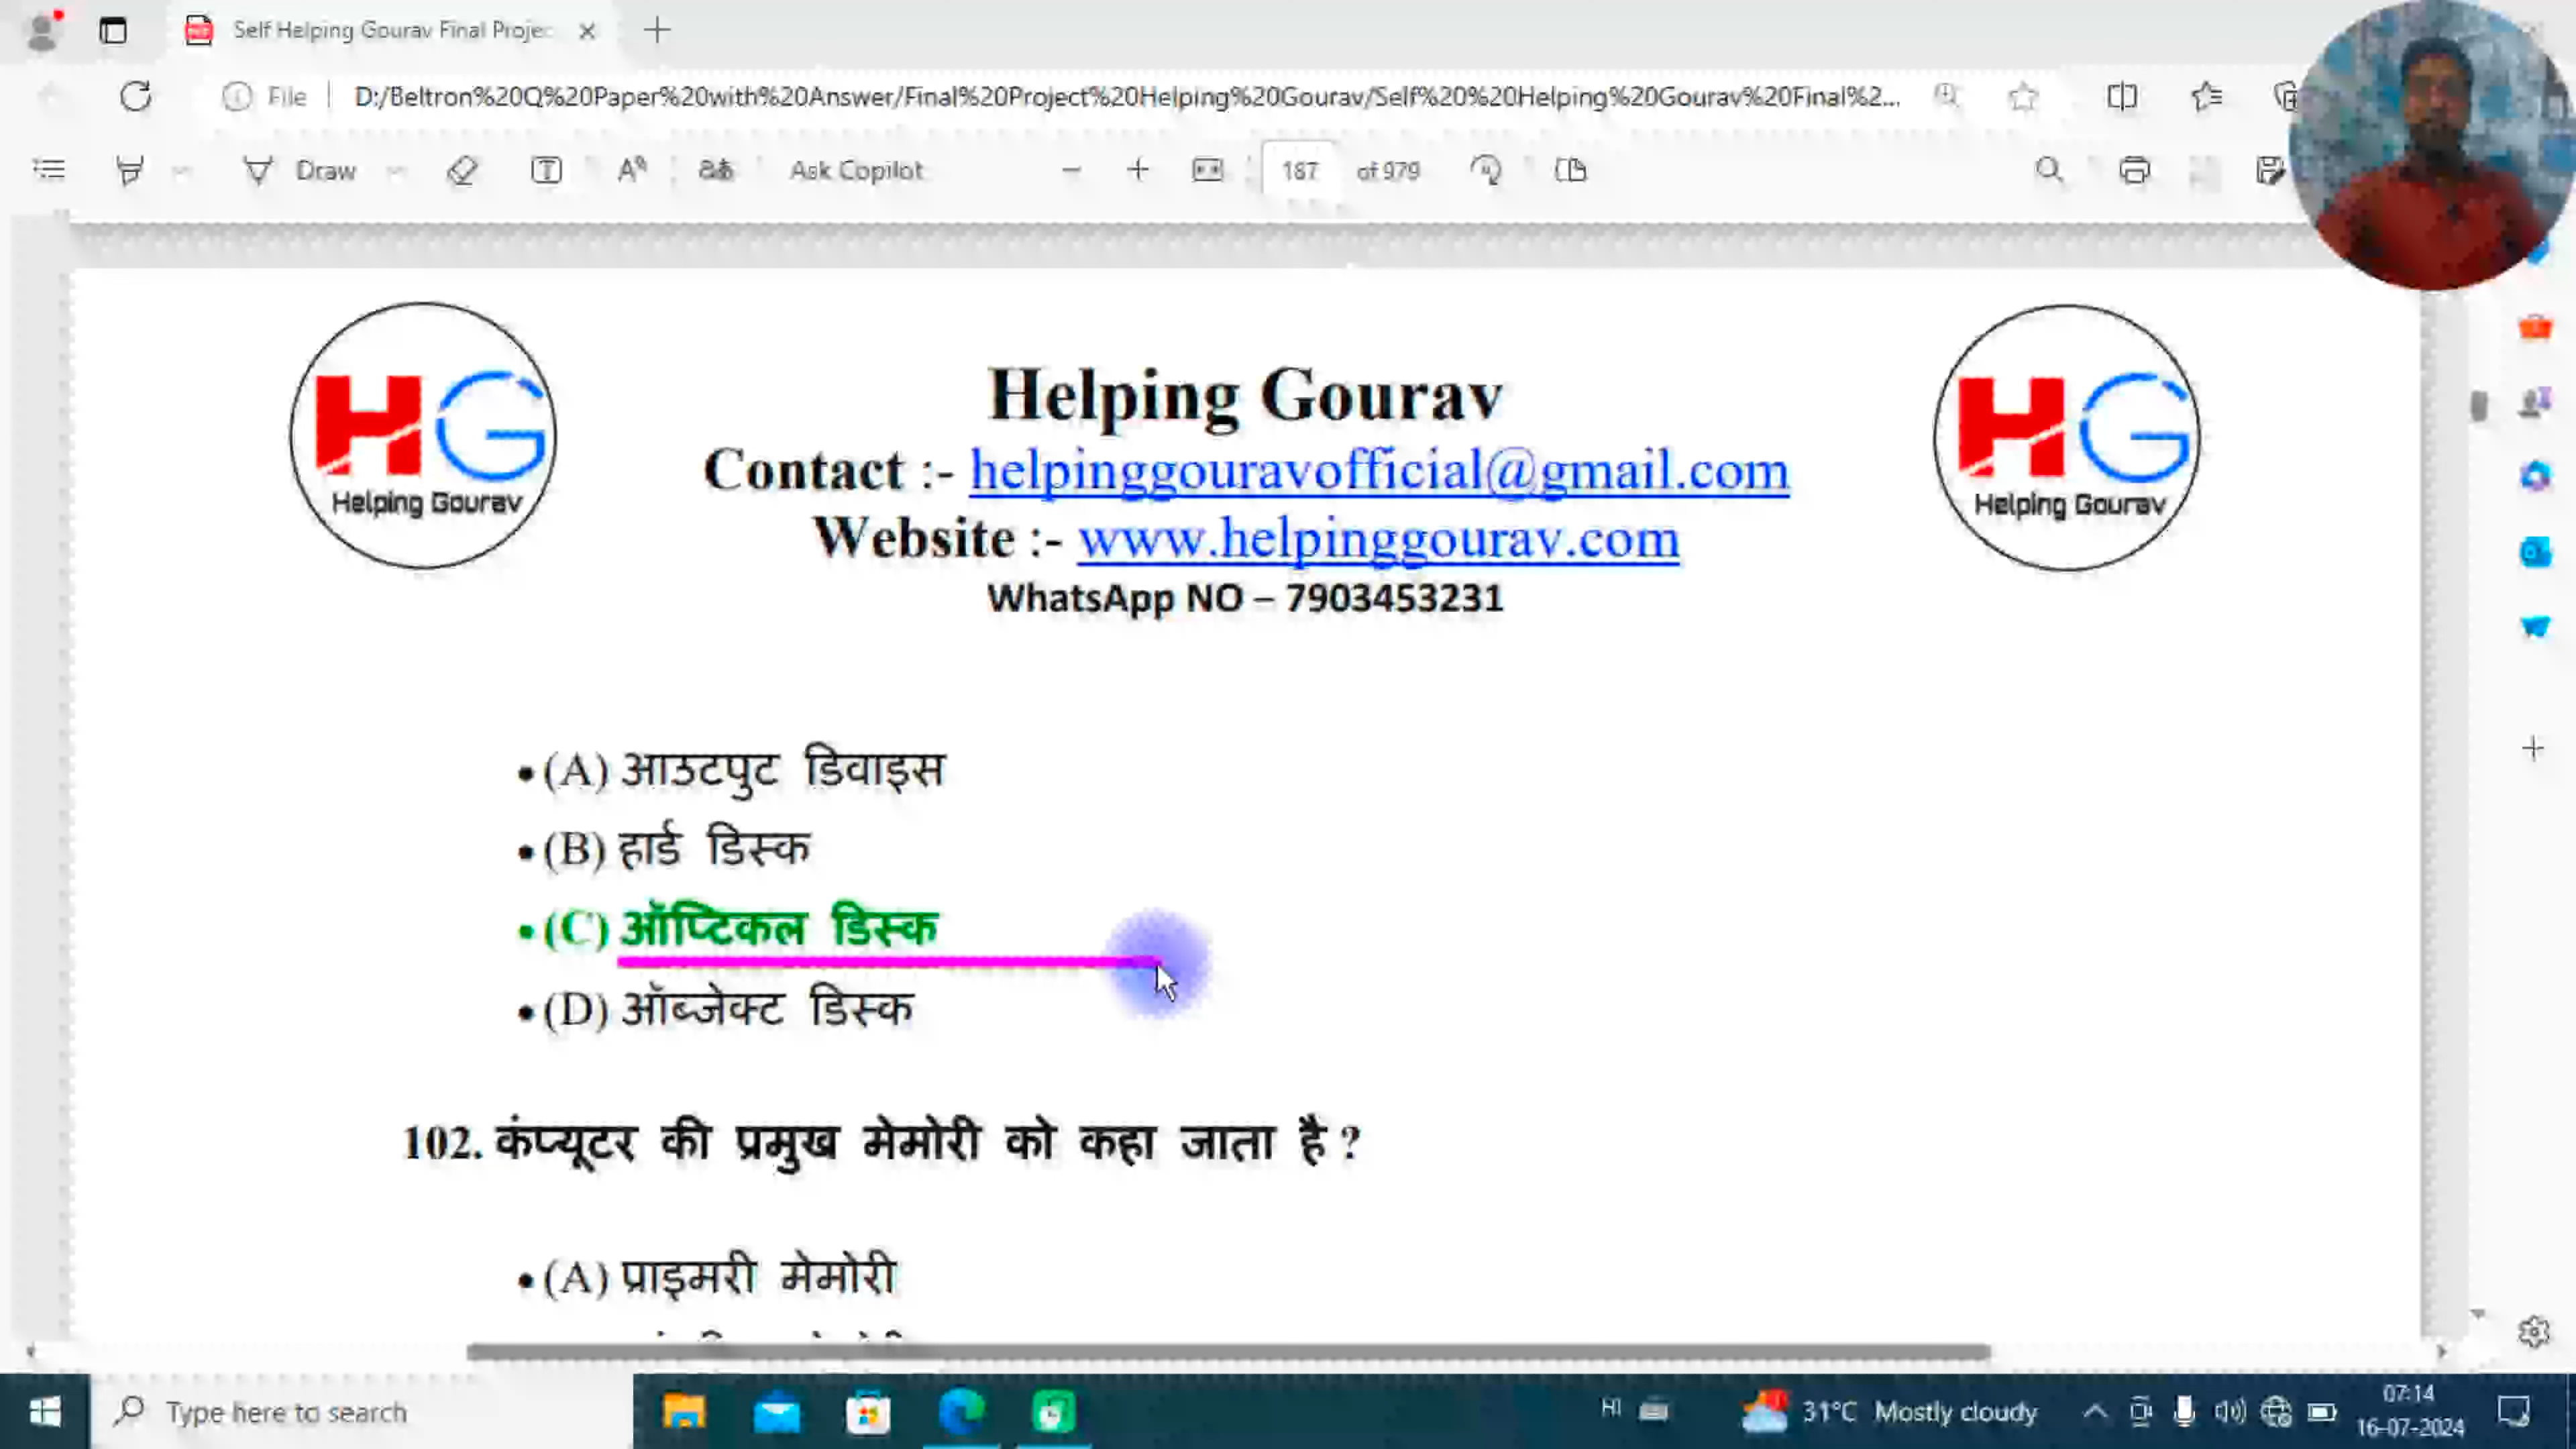 Self Helping Gourav Final Projec
File
D:/Beltron%20Q%20Paper%20with%20Answer/Final%20Project%20Helping%20Gourav/Self%20%20Helping%20Gourav%20Final%2...
Draw
Ask Copilot
187 of 979
HG
Helping Gourav
Helping Gourav
Contact :- helpinggouravofficial@gmail.com
Website :- www.helpinggourav.com
WhatsApp NO – 7903453231
HG
Helping Gourav
• (A) आउटपुट डिवाइस
• (B) हार्ड डिस्क
• (C) ऑप्टिकल डिस्क
• (D) ऑब्जेक्ट डिस्क
102. कंप्यूटर की प्रमुख मेमोरी को कहा जाता है ?
• (A) प्राइमरी मेमोरी
Type here to search
HI
31°C Mostly cloudy
07:14
16-07-2024